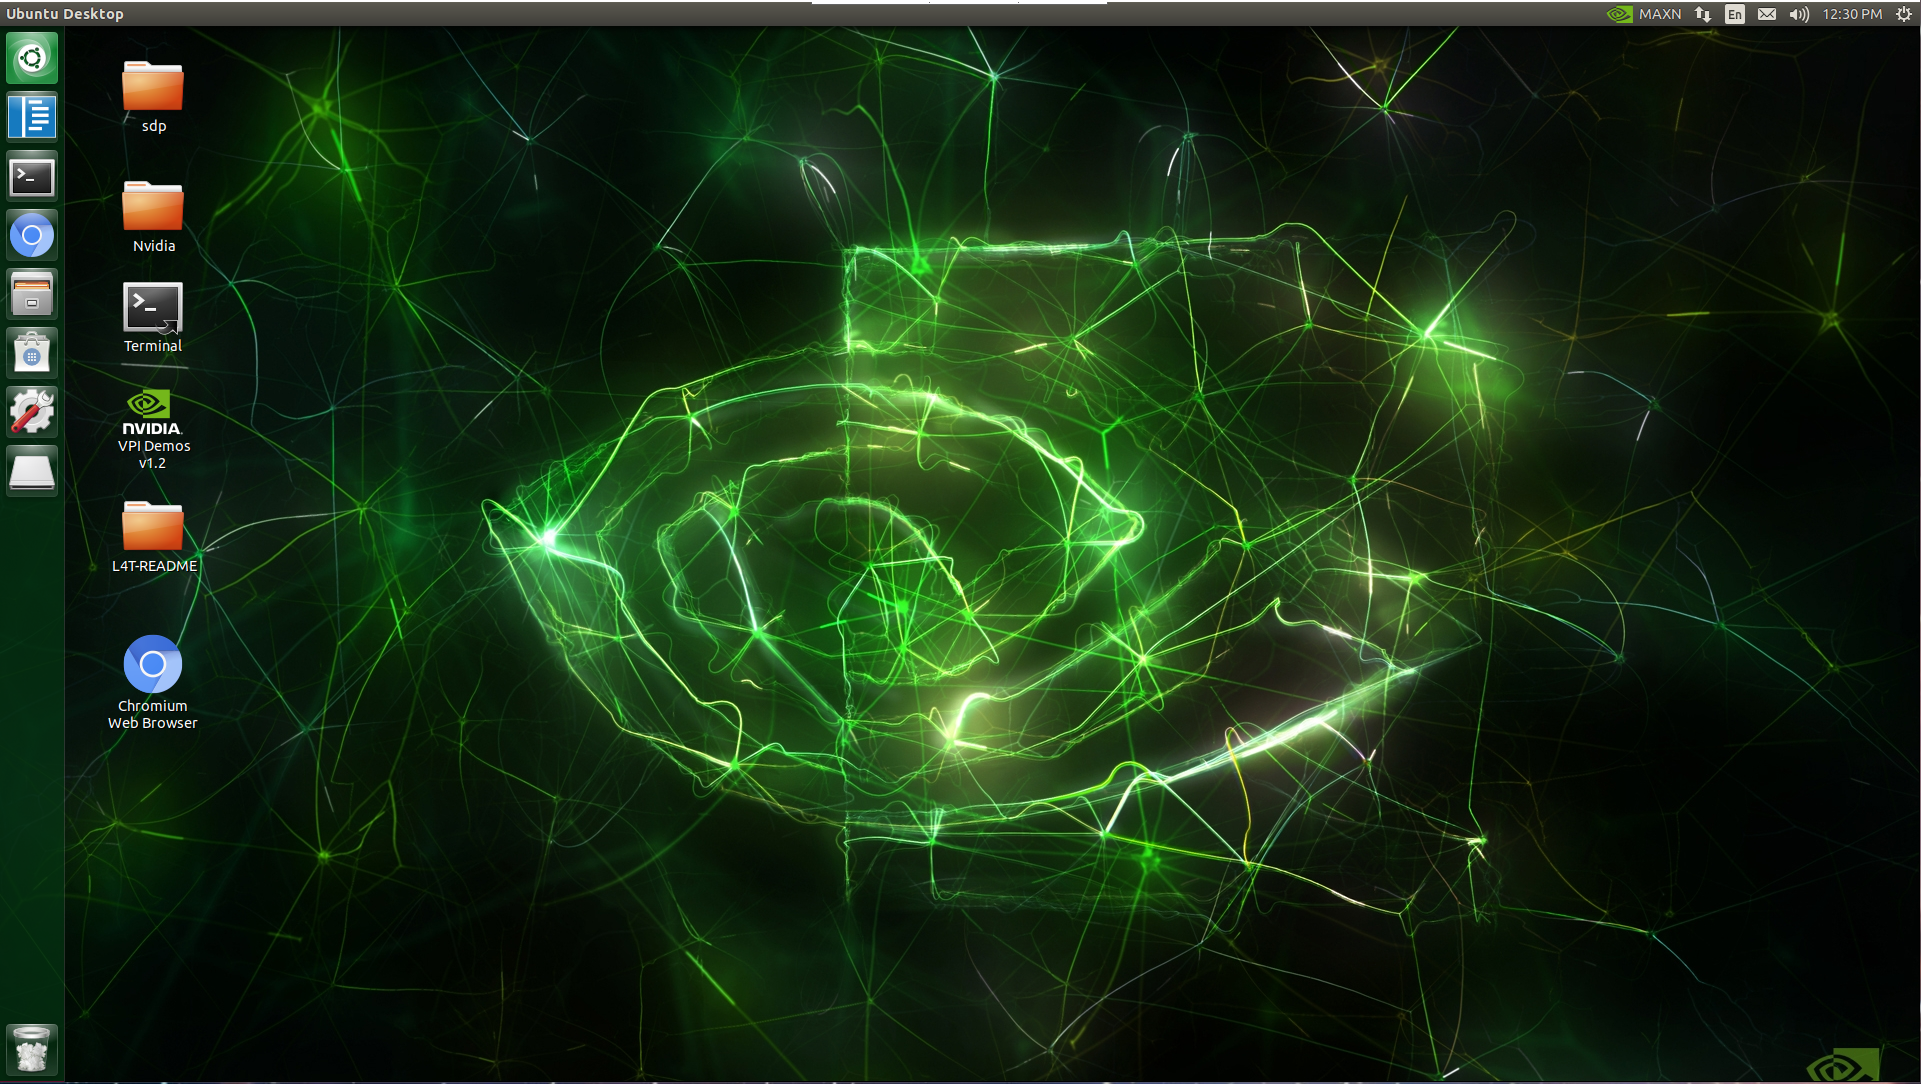 Ubuntu Desktop
MAXN
En
12:30 PM
sdp
Nvidia
Terminal
NVIDIA.
VPI Demos
v1.2
L4T-README
Chromium
Web Browser